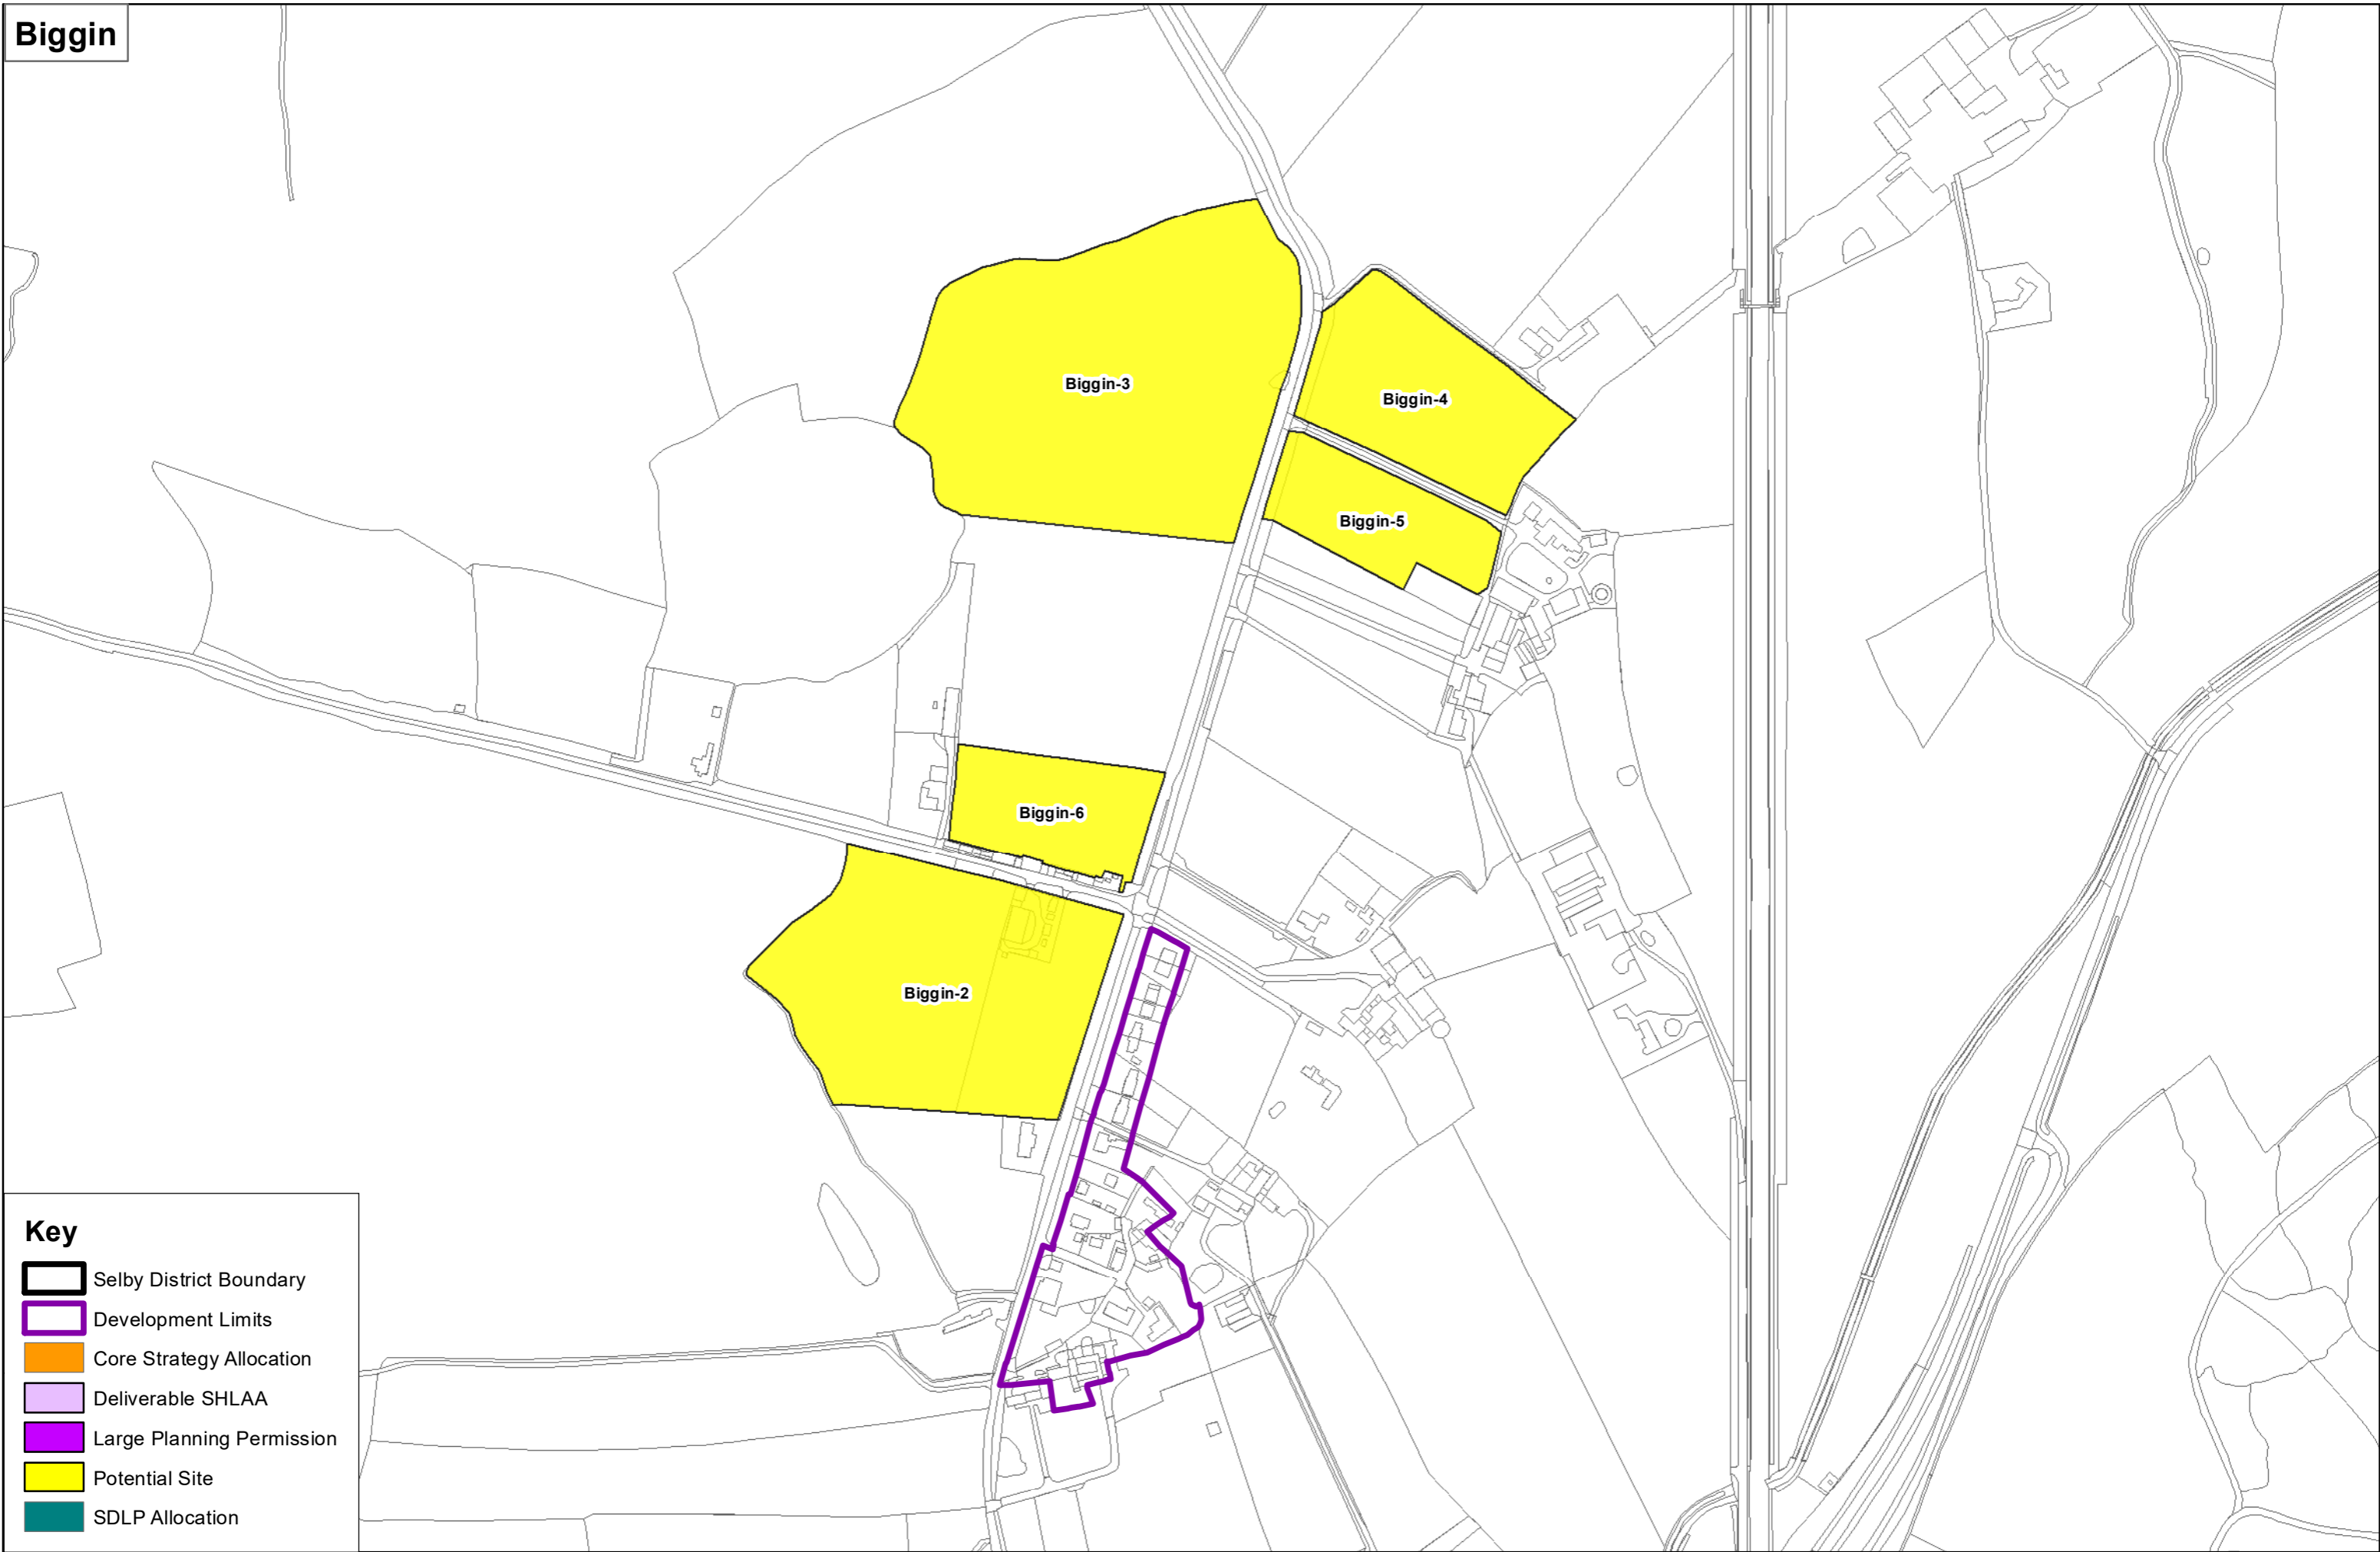 Biggin
Biggin-3
Biggin-4
Biggin-5
Biggin-6
Biggin-2
Key
Selby District Boundary
Development Limits
Core Strategy Allocation
Deliverable SHLAA
Large Planning Permission
Potential Site
SDLP Allocation